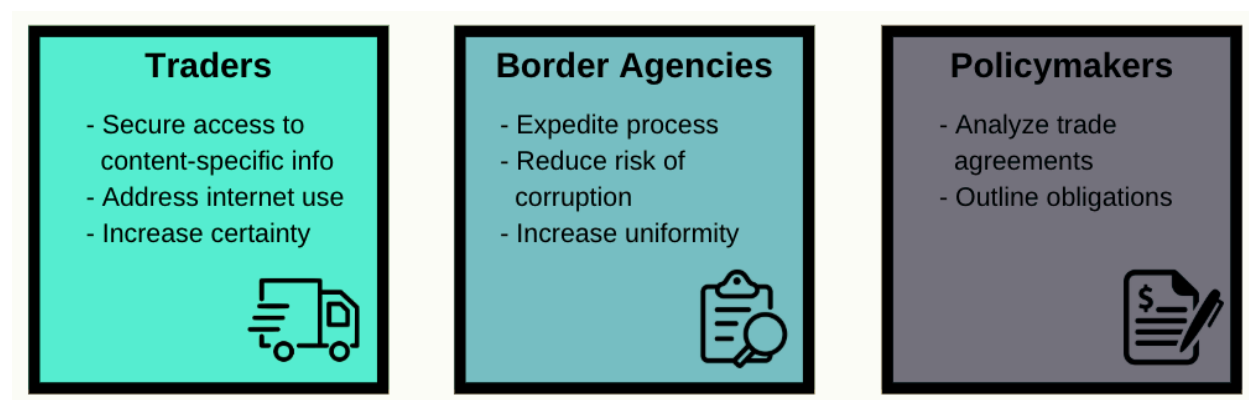 Traders
- Secure access to
content-specific info
- Address internet use
- Increase certainty
Border Agencies
- Expedite process
- Reduce risk of
corruption
- Increase uniformity
Policymakers
- Analyze trade
agreements
- Outline obligations
$